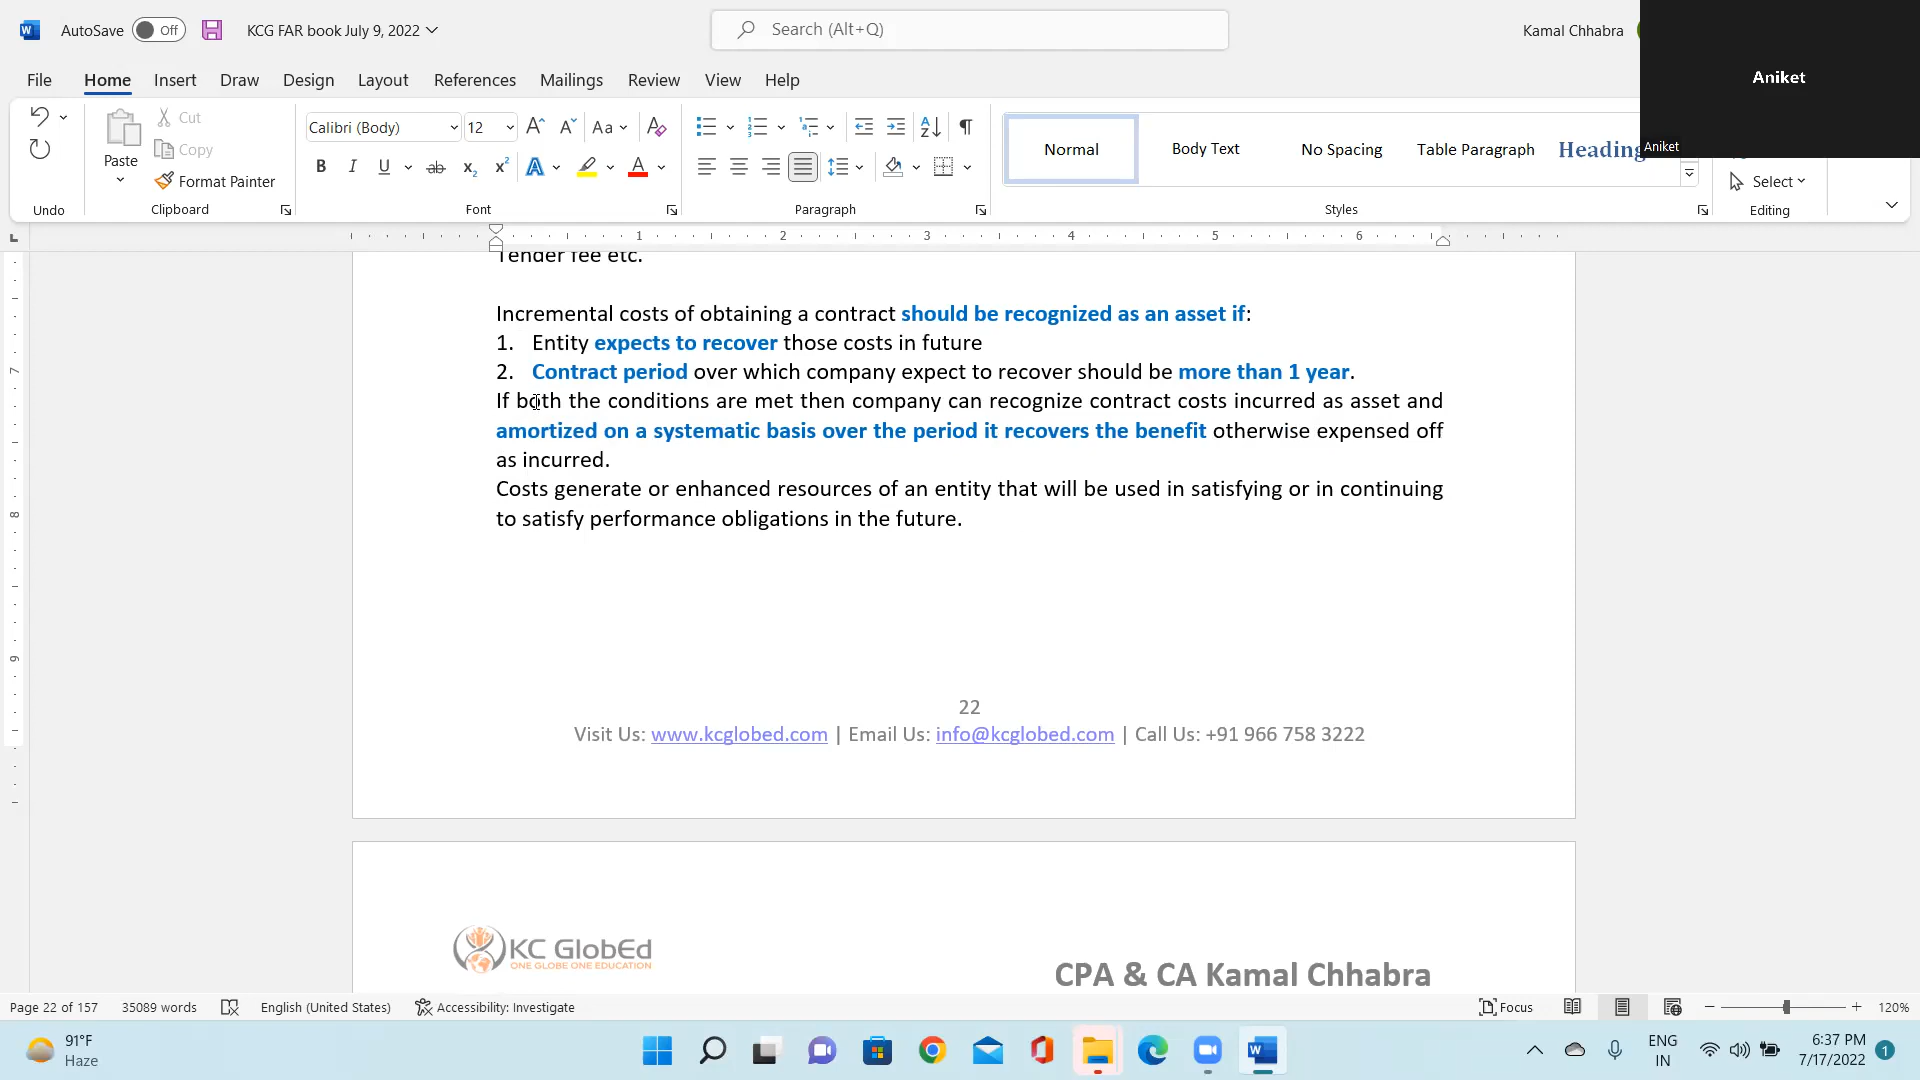 AutoSave Off KCG FAR book July 9, 2022 Search (Alt+Q) Kamal Chhabra
Aniket
File Home Insert Draw Design Layout References Mailings Review View Help
Aniket
Paste Cut
Copy
Format Painter
Calibri (Body) 12
Normal Body Text No Spacing Table Paragraph Heading
Select
Undo Clipboard Font Paragraph Styles Editing
1 2 3 4 5 6
Tender fee etc.
Incremental costs of obtaining a contract should be recognized as an asset if:
1. Entity expects to recover those costs in future
2. Contract period over which company expect to recover should be more than 1 year.
If both the conditions are met then company can recognize contract costs incurred as asset and
amortized on a systematic basis over the period it recovers the benefit otherwise expensed off
as incurred.
Costs generate or enhanced resources of an entity that will be used in satisfying or in continuing
to satisfy performance obligations in the future.
22
Visit Us: www.kcglobed.com | Email Us: info@kcglobed.com | Call Us: +91 966 758 3222
KC GlobEd
ONE GLOBE ONE EDUCATION
CPA & CA Kamal Chhabra
Page 22 of 157 35089 words English (United States) Accessibility: Investigate Focus 120%
91°F
Haze
ENG
IN
6:37 PM
7/17/2022
1